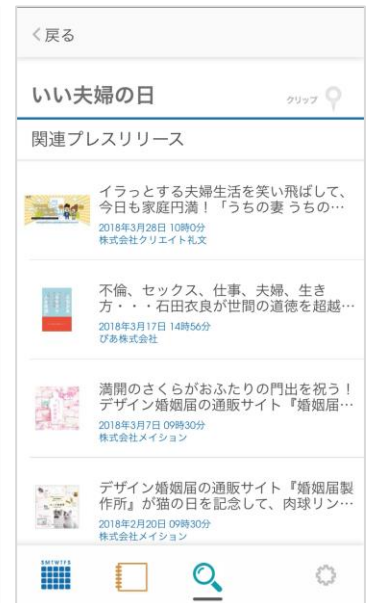 戻る
いい夫婦の日
クリップ
関連プレスリリース
イラっとする夫婦生活を笑い飛ばして、
今日も家庭円満！「うちの妻 うちの…
2018年3月28日 10時0分
株式会社クリエイト礼文
不倫、セックス、仕事、夫婦、生き
方・・・石田衣良が世間の道徳を超越…
2018年3月17日 14時56分
ぴあ株式会社
満開のさくらがおふたりの門出を祝う！
デザイン婚姻届の通販サイト『婚姻届…
2018年3月7日 09時30分
株式会社メイション
デザイン婚姻届の通販サイト『婚姻届製
作所』が猫の日を記念して、肉球リン…
2018年2月20日 09時30分
株式会社メイション
SMTWTFS